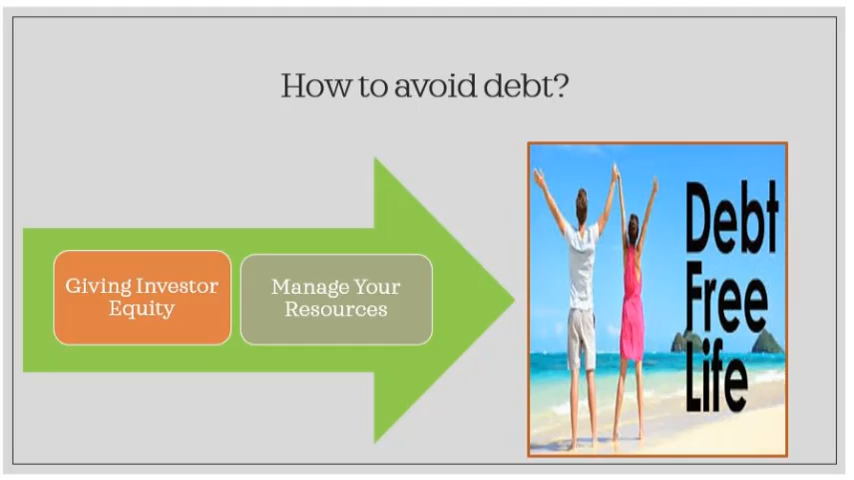 How to avoid debt?
Giving Investor
Equity
Manage Your
Resources
Debt
Free
Life